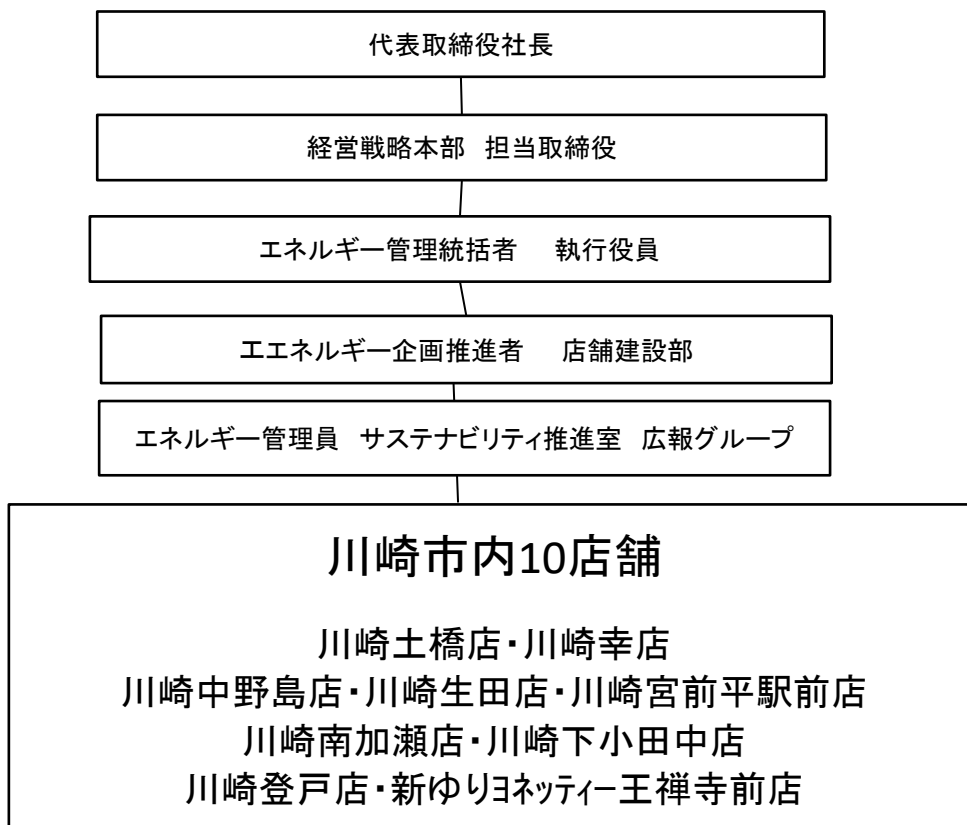 代表取締役社長
経営戦略本部 担当取締役
エネルギー管理統括者 執行役員
エエネルギー企画推進者 店舗建設部
エネルギー管理員 サステナビリティ推進室 広報グループ
川崎市内10店舗
川崎土橋店・川崎幸店
川崎中野島店・川崎生田店・川崎宮前平駅前店
川崎南加瀬店・川崎下小田中店
川崎登戸店・新ゆりヨネッティー王禅寺前店